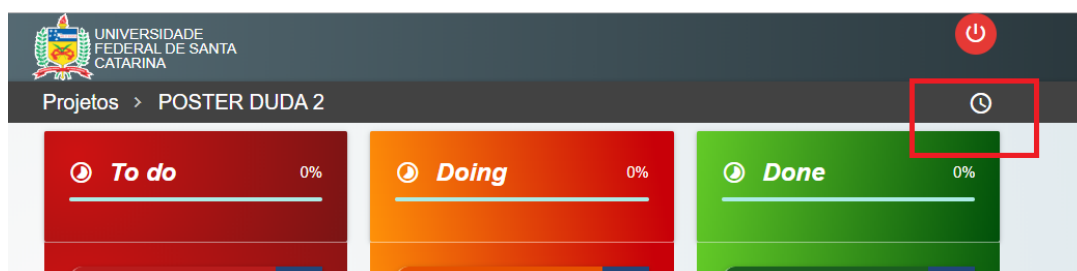 UNIVERSIDADE
FEDERAL DE SANTA
CATARINA
Projetos > POSTER DUDA 2
To do 0%
Doing 0%
Done 0%